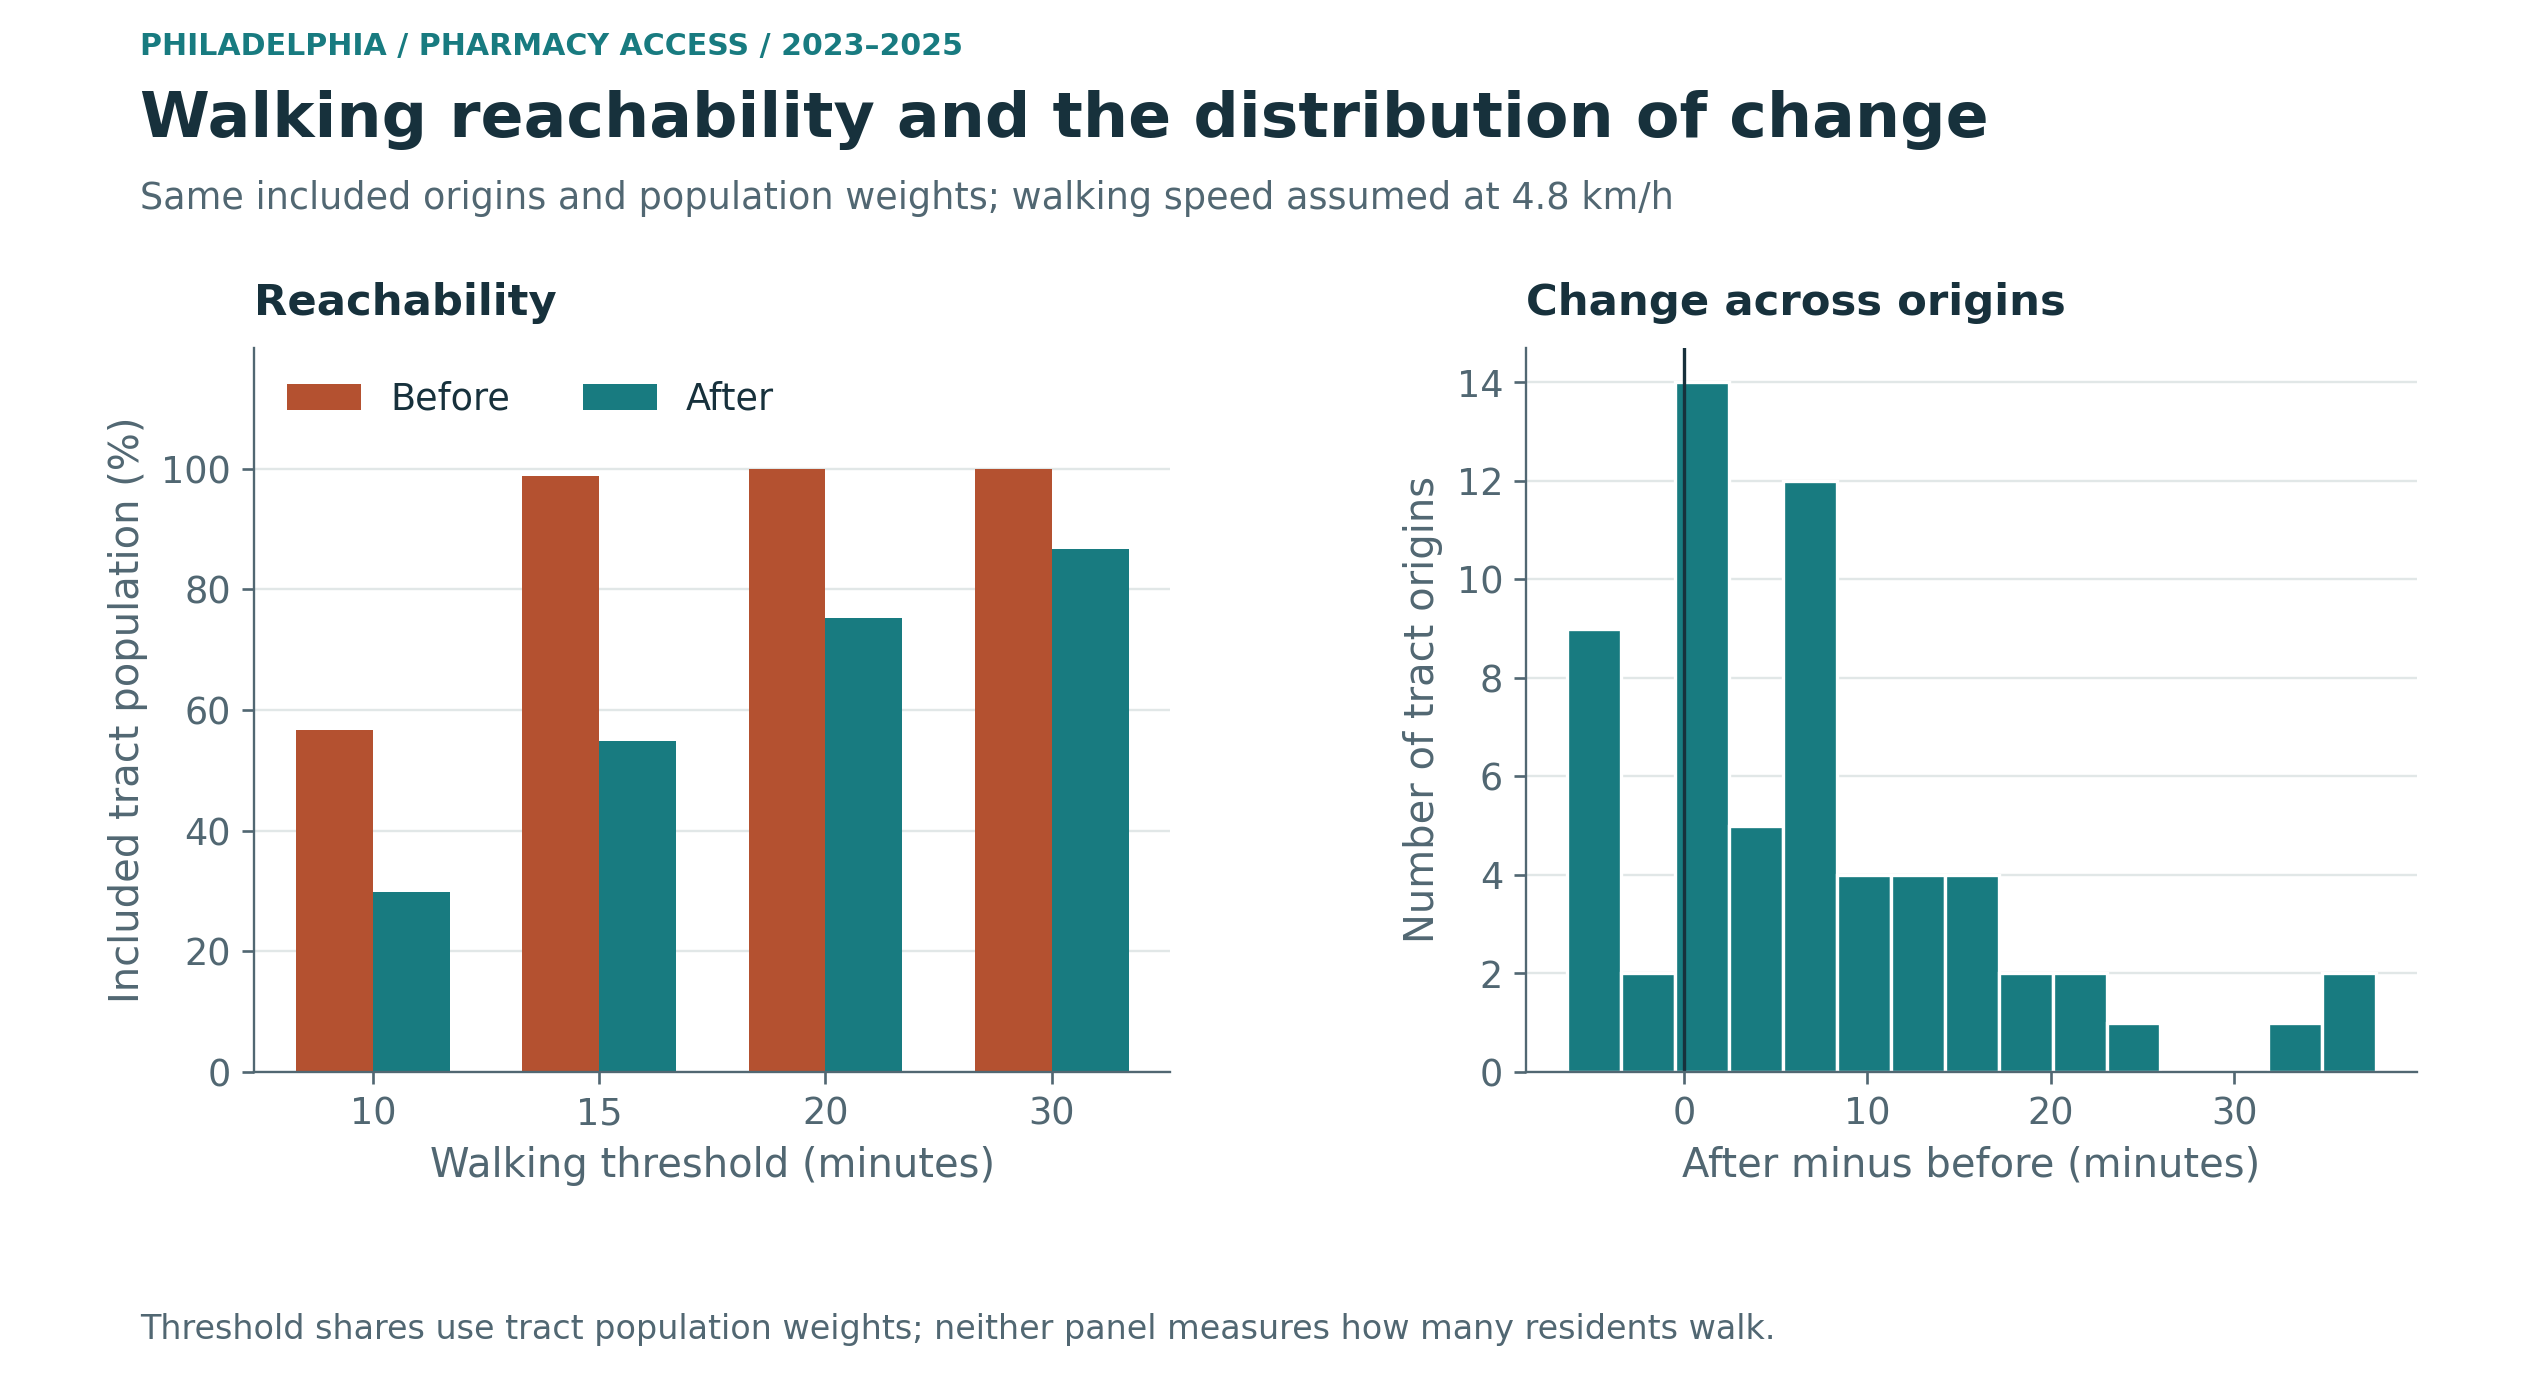 PHILADELPHIA / PHARMACY ACCESS / 2023–2025
Walking reachability and the distribution of change
Same included origins and population weights; walking speed assumed at 4.8 km/h
Reachability
Before
After
Included tract population (%)
100
80
60
40
20
0
10
15
20
30
Walking threshold (minutes)
Change across origins
Number of tract origins
14
12
10
8
6
4
2
0
0
10
20
30
After minus before (minutes)
Threshold shares use tract population weights; neither panel measures how many residents walk.